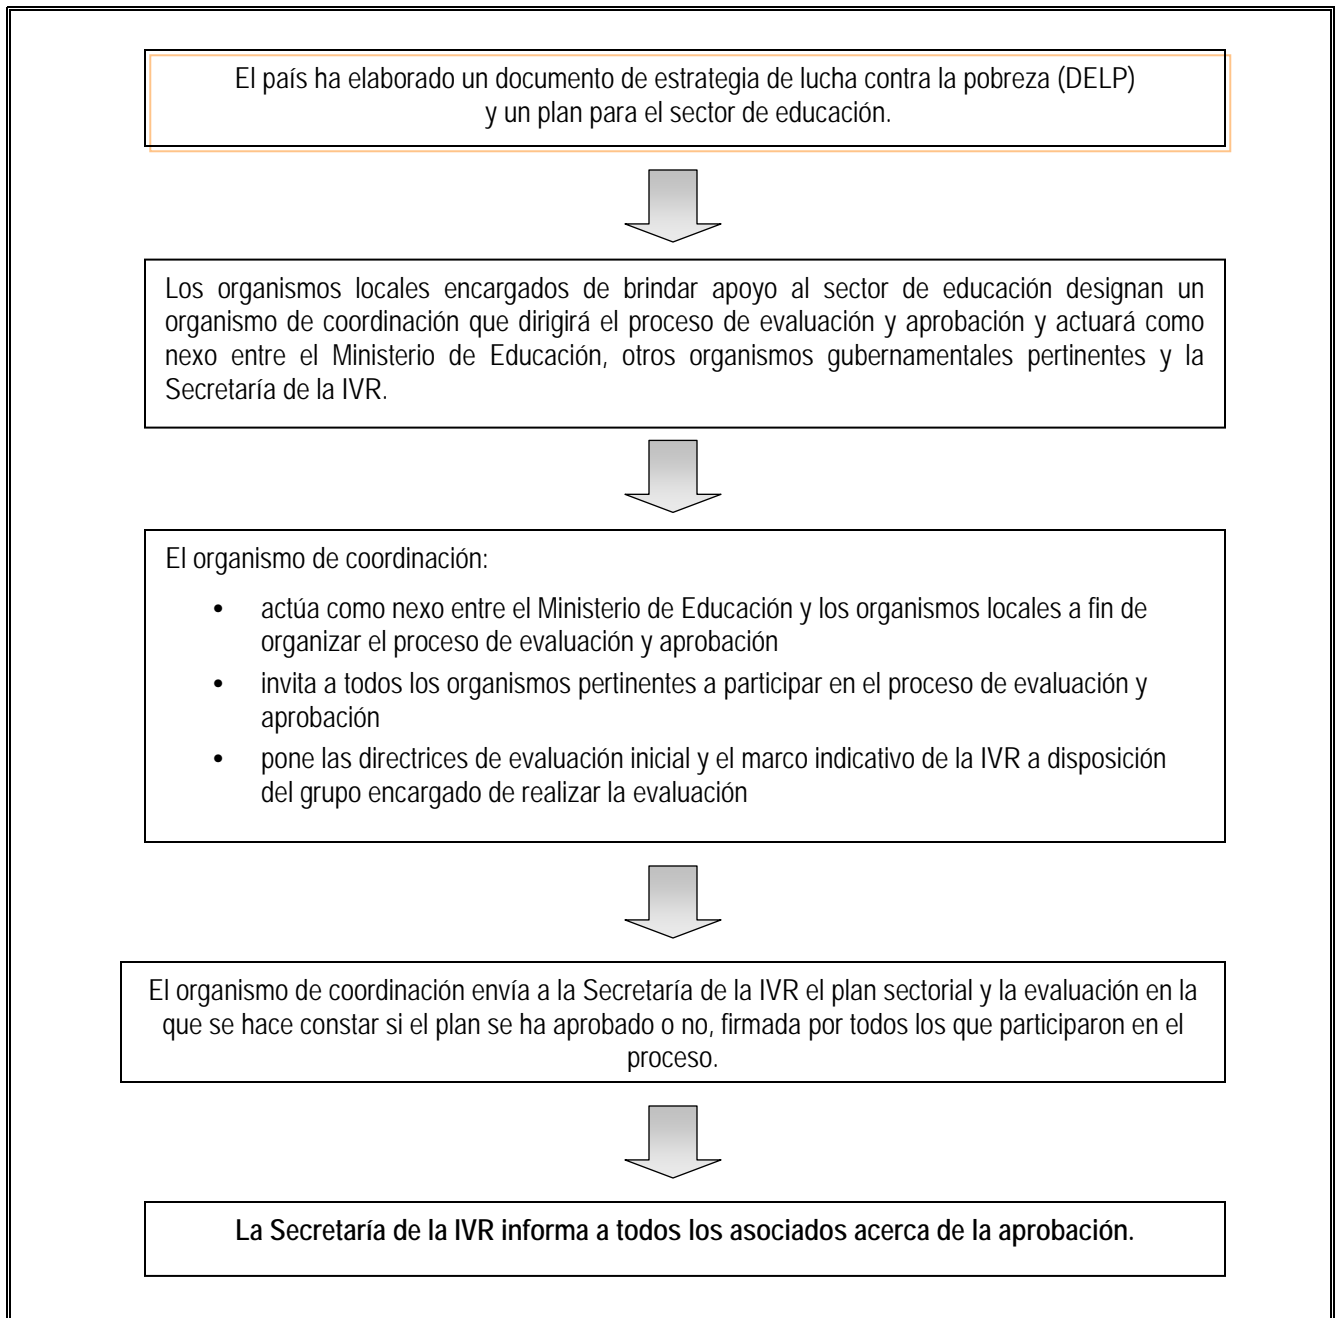 El país ha elaborado un documento de estrategia de lucha contra la pobreza (DELP)
y un plan para el sector de educación.
Los organismos locales encargados de brindar apoyo al sector de educación designan un
organismo de coordinación que dirigirá el proceso de evaluación y aprobación y actuará como
nexo entre el Ministerio de Educación, otros organismos gubernamentales pertinentes y la
Secretaría de la IVR.
El organismo de coordinación:
• actúa como nexo entre el Ministerio de Educación y los organismos locales a fin de
organizar el proceso de evaluación y aprobación
• invita a todos los organismos pertinentes a participar en el proceso de evaluación y
aprobación
• pone las directrices de evaluación inicial y el marco indicativo de la IVR a disposición
del grupo encargado de realizar la evaluación
El organismo de coordinación envía a la Secretaría de la IVR el plan sectorial y la evaluación en la
que se hace constar si el plan se ha aprobado o no, firmada por todos los que participaron en el
proceso.
La Secretaría de la IVR informa a todos los asociados acerca de la aprobación.